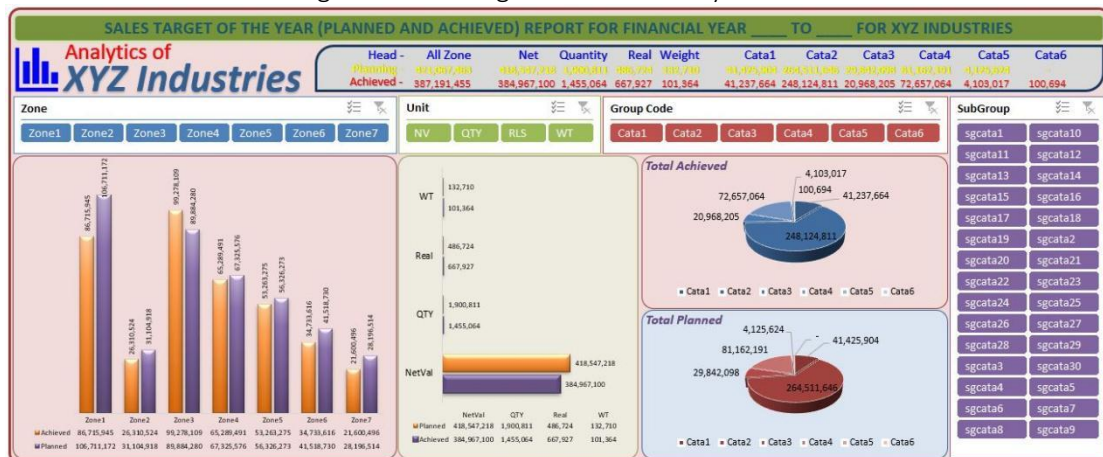 SALES TARGET OF THE YEAR (PLANNED AND ACHIEVED) REPORT FOR FINANCIAL YEAR ____ TO ____ FOR XYZ INDUSTRIES
Analytics of
XYZ Industries
Head - All Zone Net Quantity Real Weight Cata1 Cata2 Cata3 Cata4 Cata5 Cata6
Planning
Achieved - 387,191,455 384,967,100 1,455,064 667,927 101,364 41,237,664 248,124,811 20,968,205 72,657,064 4,103,017 100,694
Zone
Zone1 Zone2 Zone3 Zone4 Zone5 Zone6 Zone7
Unit
NV QTY RLS WT
Group Code
Cata1 Cata2 Cata3 Cata4 Cata5 Cata6
SubGroup
sgcata1 sgcata10
sgcata11 sgcata12
sgcata13 sgcata14
sgcata15 sgcata16
sgcata17 sgcata18
sgcata19 sgcata2
sgcata20 sgcata21
sgcata22 sgcata23
sgcata24 sgcata25
sgcata26 sgcata27
sgcata28 sgcata29
sgcata3 sgcata30
sgcata4 sgcata5
sgcata6 sgcata7
sgcata8 sgcata9
86,715,945
106,711,172
26,310,524
31,104,918
99,278,109
89,884,280
65,289,491
67,325,576
53,263,275
56,326,273
34,733,616
41,518,730
21,600,496
28,196,514
Zone1 Zone2 Zone3 Zone4 Zone5 Zone6 Zone7
Achieved 86,715,945 26,310,524 99,278,109 65,289,491 53,263,275 34,733,616 21,600,496
Planned 106,711,172 31,104,918 89,884,280 67,325,576 56,326,273 41,518,730 28,196,514
WT
132,710
101,364
Real
486,724
667,927
QTY
1,900,811
1,455,064
NetVal
418,547,218
384,967,100
NetVal QTY Real WT
Planned 418,547,218 1,900,811 486,724 132,710
Achieved 384,967,100 1,455,064 667,927 101,364
Total Achieved
4,103,017
100,694
72,657,064
41,237,664
20,968,205
248,124,811
Cata1 Cata2 Cata3 Cata4 Cata5 Cata6
Total Planned
4,125,624
-
81,162,191
41,425,904
29,842,098
264,511,646
Cata1 Cata2 Cata3 Cata4 Cata5 Cata6